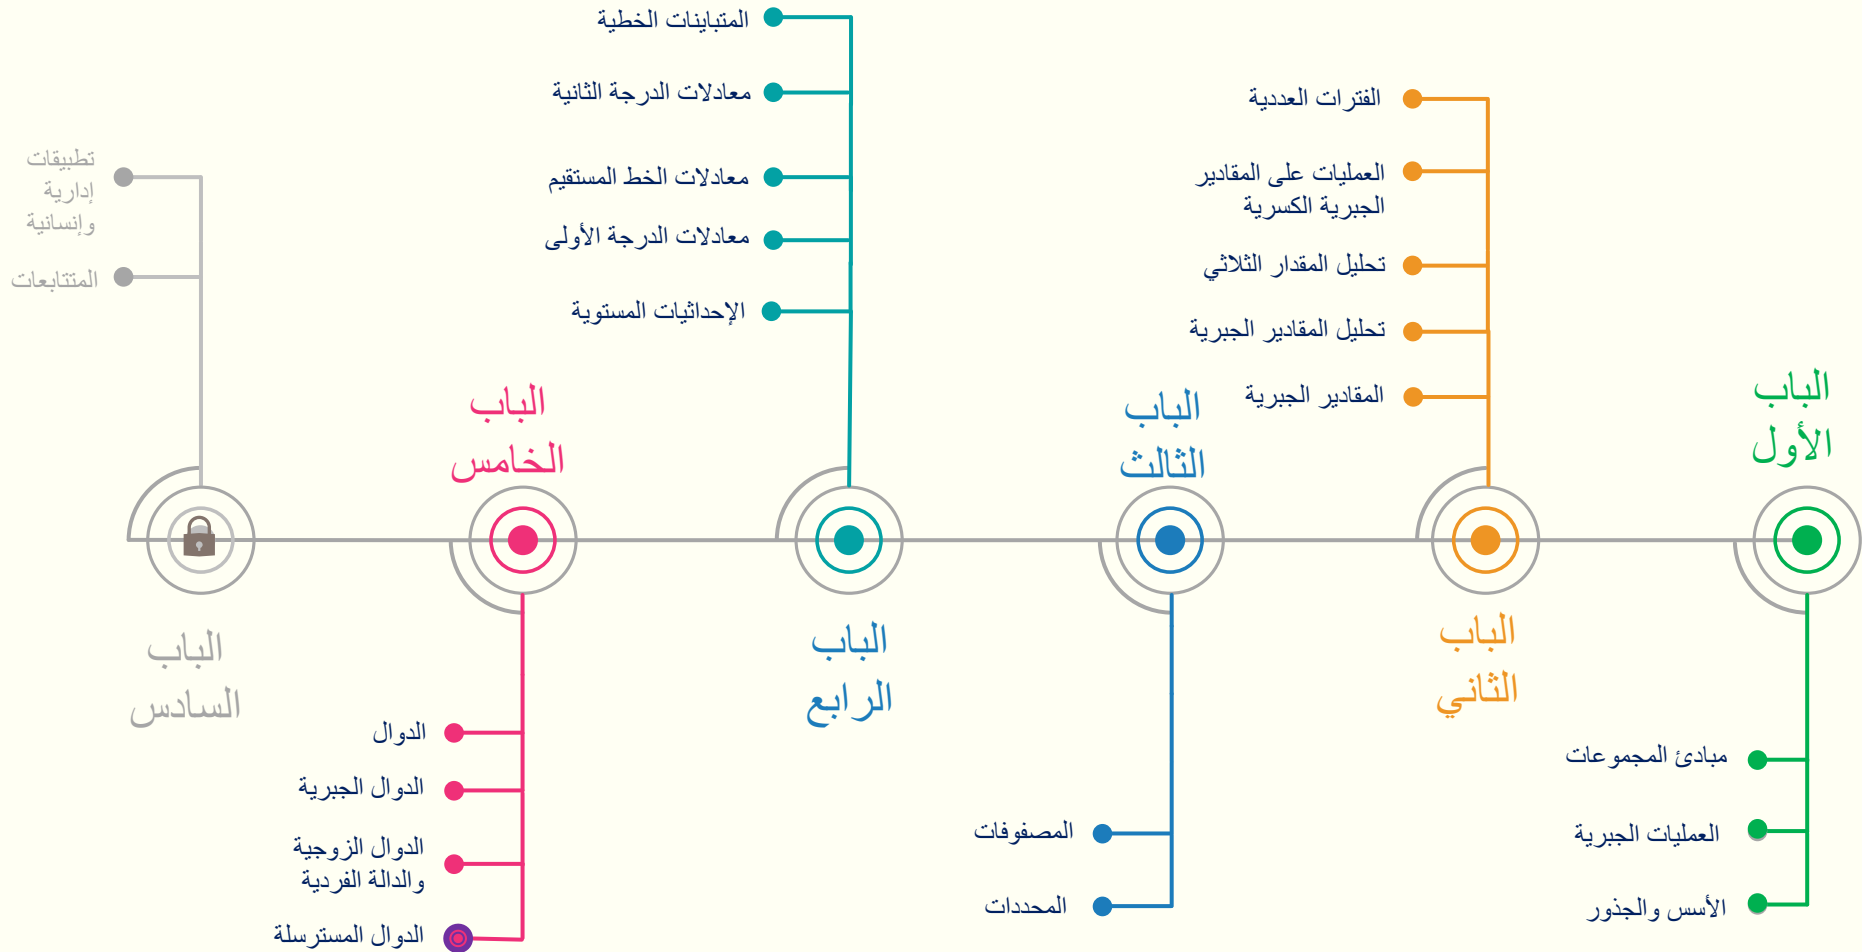 الباب
الأول
مبادئ المجموعات
العمليات الجبرية
الأسس والجذور
الفترات العددية
العمليات على المقادير
الجبرية الكسرية
تحليل المقدار الثلاثي
تحليل المقادير الجبرية
المقادير الجبرية
الباب
الثاني
الباب
الثالث
المصفوفات
المحددات
المتباينات الخطية
معادلات الدرجة الثانية
معادلات الخط المستقيم
معادلات الدرجة الأولى
الإحداثيات المستوية
الباب
الرابع
الباب
الخامس
الدوال
الدوال الجبرية
الدوال الزوجية
والدالة الفردية
الدوال المسترسلة
تطبيقات
إدارية
وإنسانية
المتتابعات
الباب
السادس